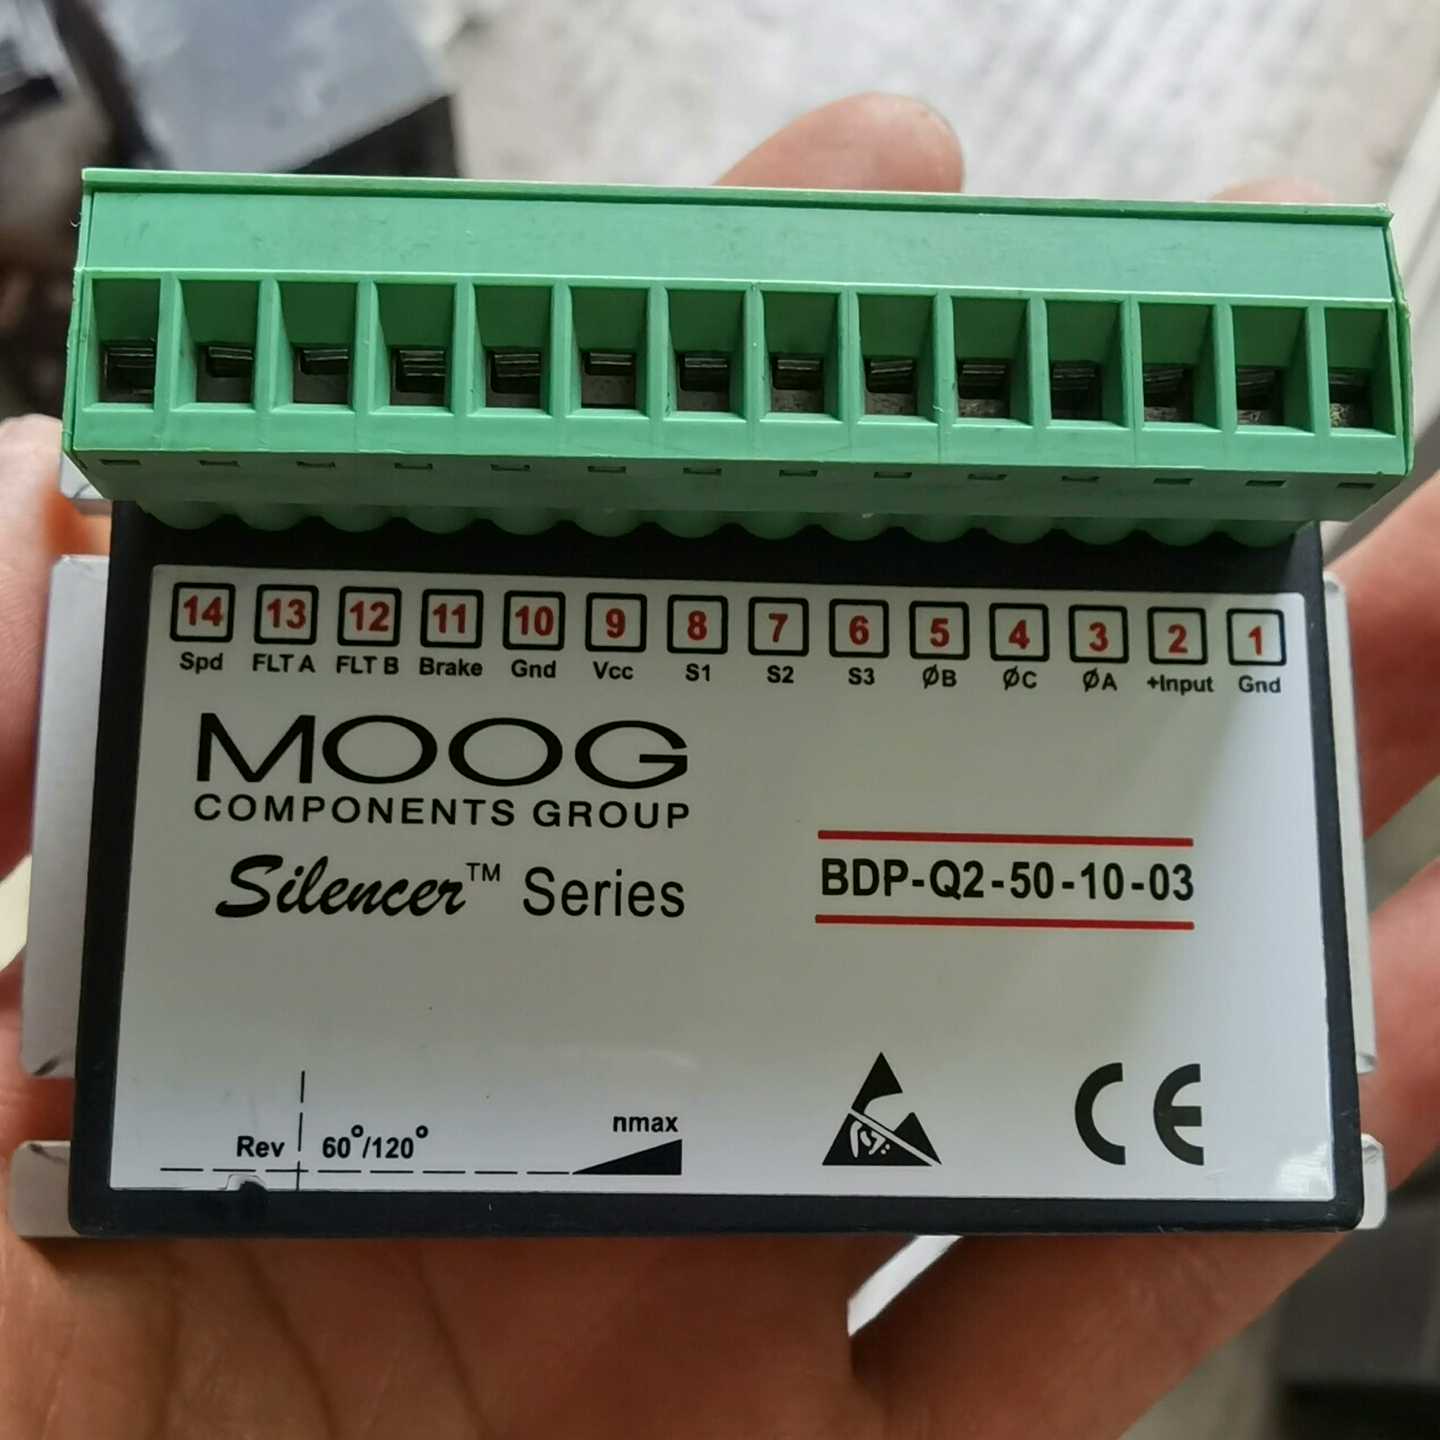 14 13 12 11 10 9 8 7 6 5 4 3 2 1
Spd FLT A FLT B Brake Gnd Vcc S1 S2 S3 ØB ØC ØA +Input Gnd
MOOG
COMPONENTS GROUP
Silencer™ Series
BDP-Q2-50-10-03
Rev 60°/120° nmax
CE